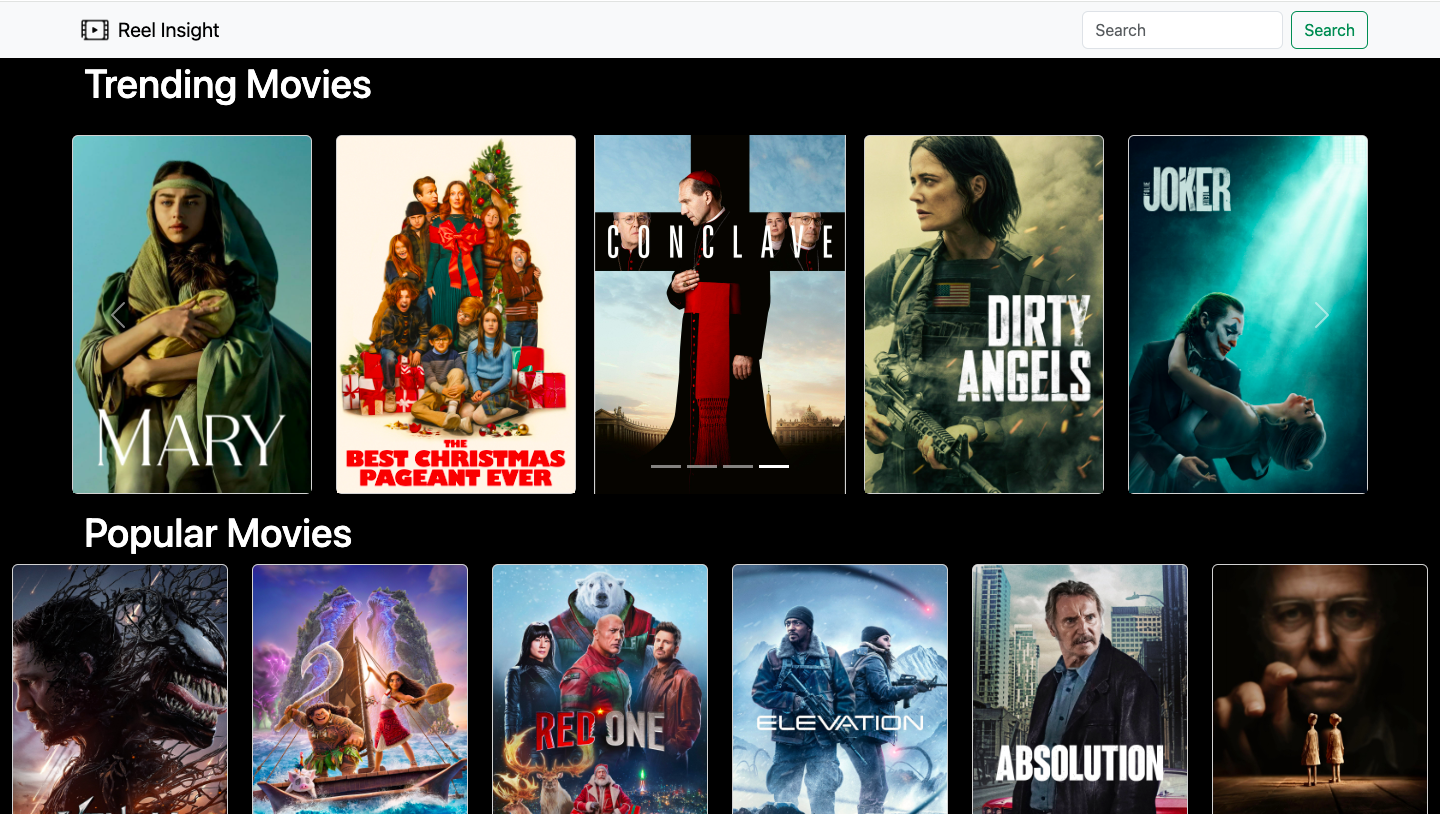 Reel Insight
Search
Search
Trending Movies
MARY
THE
BEST CHRISTMAS
PAGEANT EVER
CONCLAVE
DIRTY
ANGELS
JOKER
Popular Movies
2
RED ONE
ELEVATION
ABSOLUTION